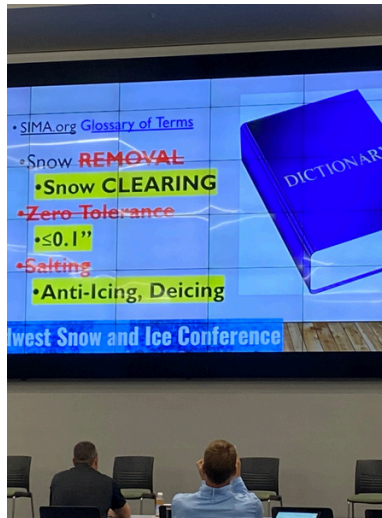 • SIMA.org Glossary of Terms
•Snow REMOVAL
•Snow CLEARING
•Zero Tolerance
•≤0.1”
•Salting
•Anti-Icing, Deicing
DICTIONAR
lwest Snow and Ice Conference